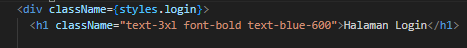 <div className={styles.login}>
<h1 className="text-3xl font-bold text-blue-600">Halaman Login</h1>